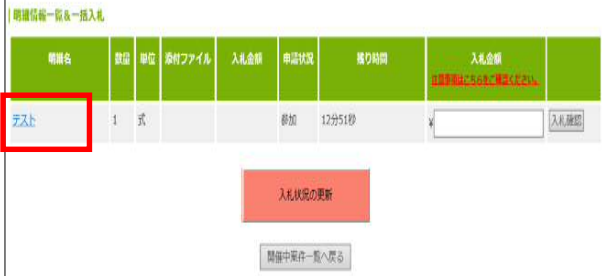 明細情報一覧&一括入札
明細名 数量 単位 添付ファイル 入札金額 申請状況 残り時間 入札金額
注意事項はこちらをご確認ください。
テスト 1 式 参加 12分51秒 ¥ 入札確認
入札状況の更新
開催中案件一覧へ戻る